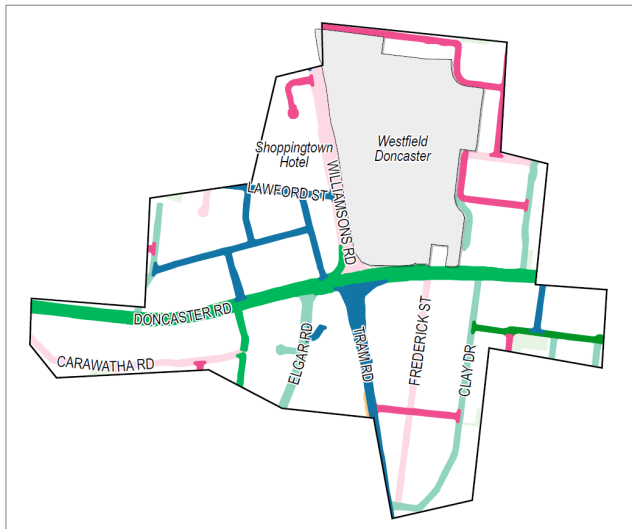 Westfield
Doncaster
Shoppingtown
Hotel
WILLIAMSONS RD
LAWFORD ST
DONCASTER RD
CARAWATHA RD
ELGAR RD
TRAM RD
FREDERICK ST
CLAY DR